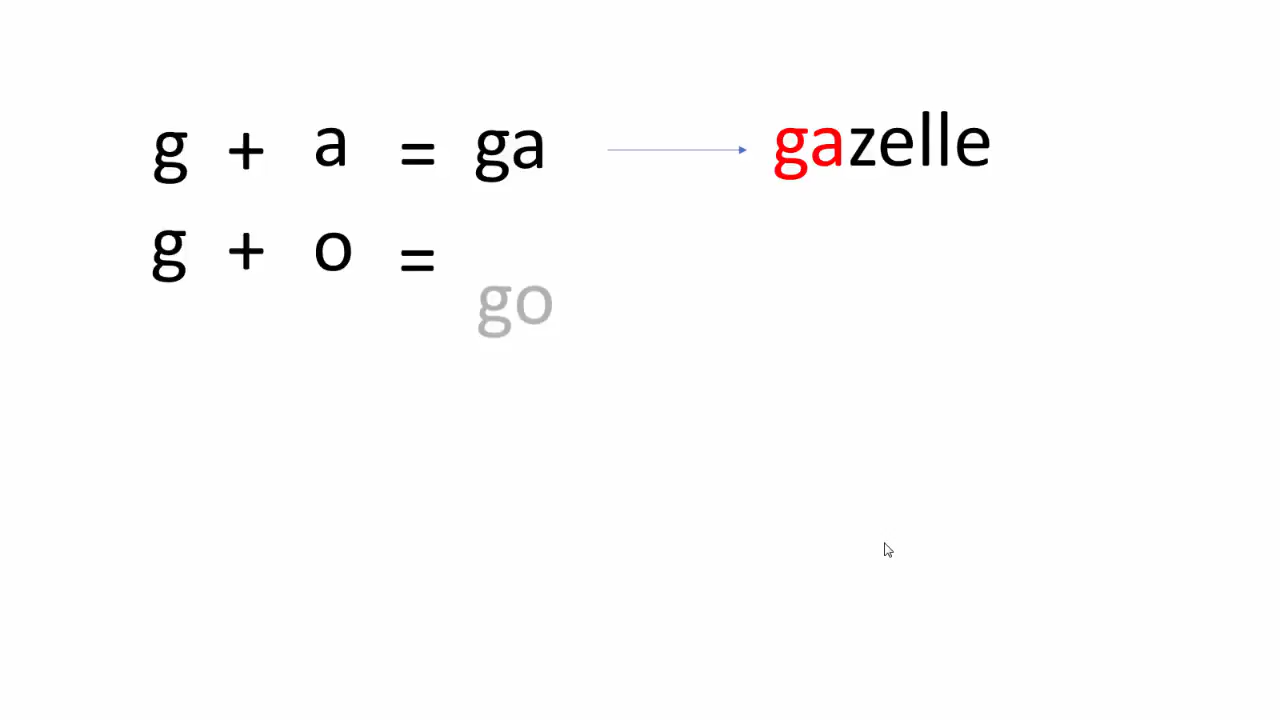 g + a = ga gazelle
g + o = go